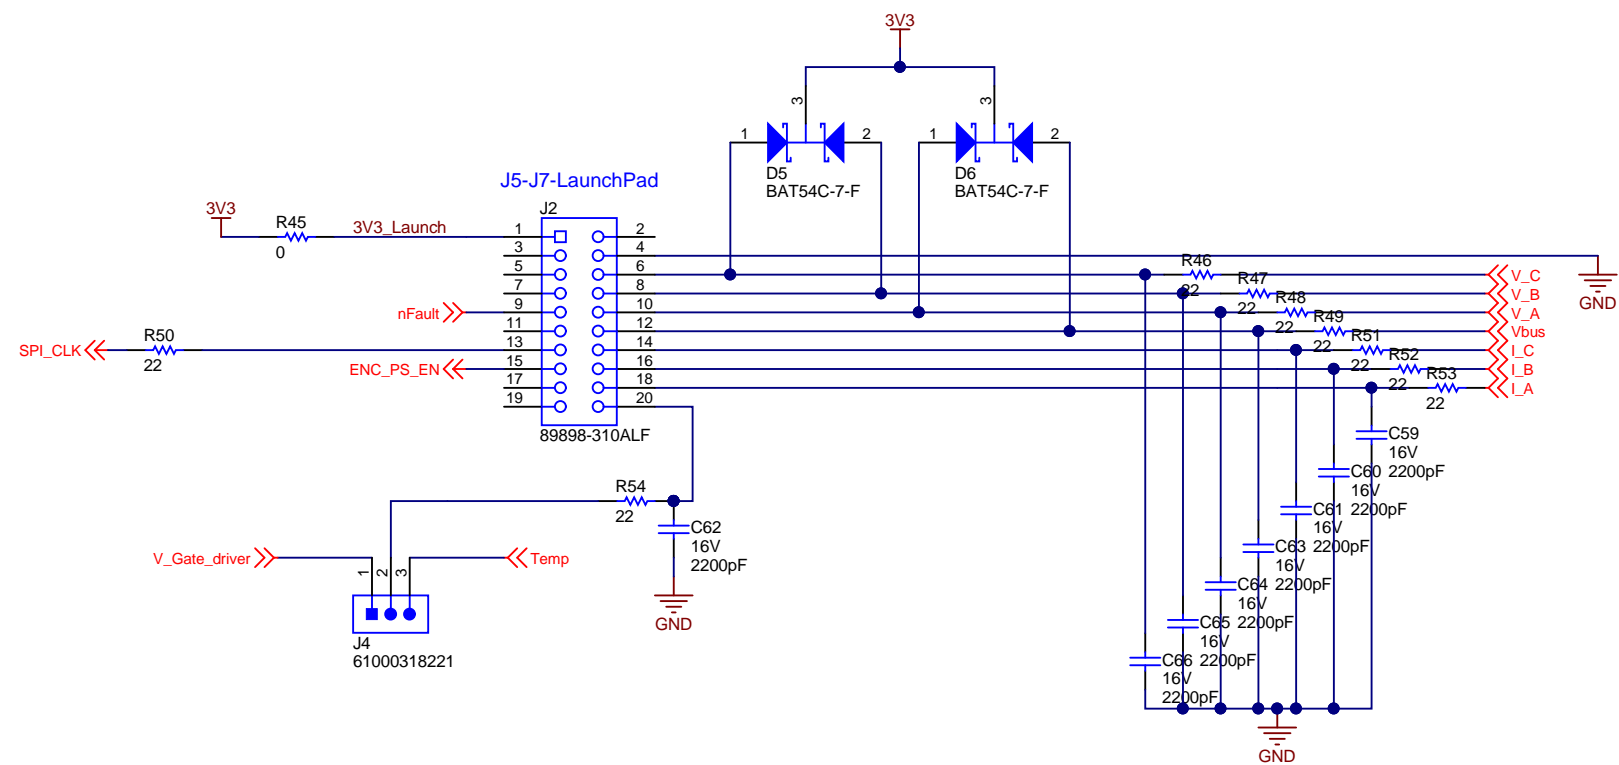 3V3
3
3
1
2
1
2
D5
BAT54C-7-F
D6
BAT54C-7-F
J5-J7-LaunchPad
J2
3V3
R45
0
3V3_Launch
1
2
3
4
5
6
7
8
9
10
11
12
13
14
15
16
17
18
19
20
89898-310ALF
nFault
R50
22
SPI_CLK
ENC_PS_EN
R46
22
R47
22
R48
22
R49
22
R51
22
R52
22
R53
22
V_C
V_B
V_A
Vbus
I_C
I_B
I_A
GND
C59
16V
2200pF
C60
16V
2200pF
C61
16V
2200pF
C63
16V
2200pF
C64
16V
2200pF
C65
16V
2200pF
C66
16V
2200pF
GND
R54
22
C62
16V
2200pF
GND
V_Gate_driver
Temp
1
2
3
J4
61000318221